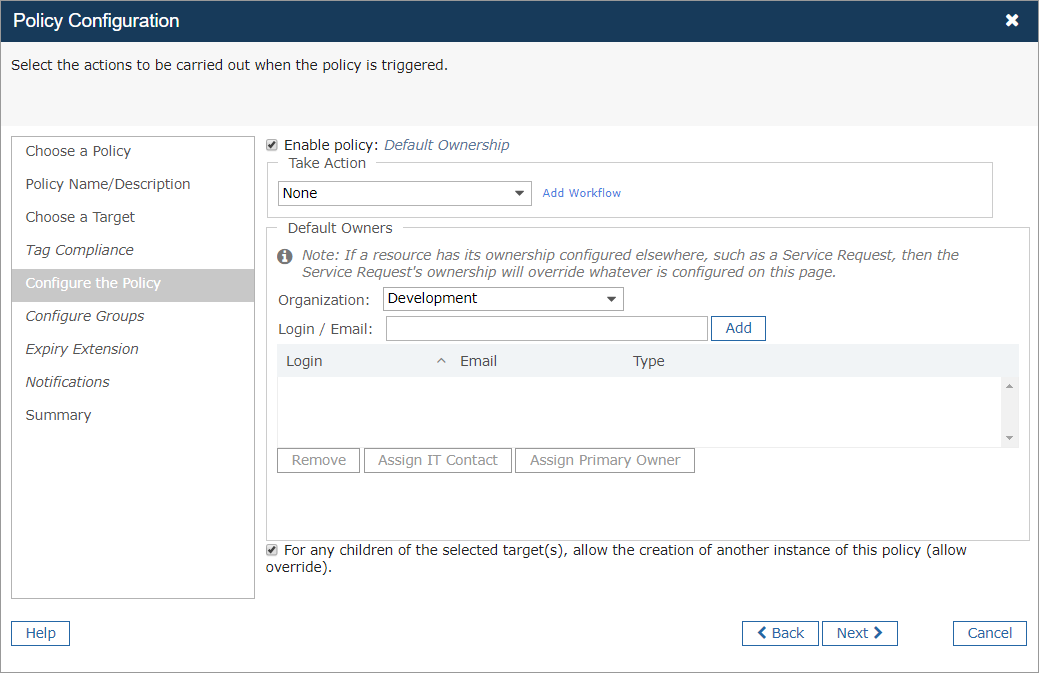 Policy Configuration
Select the actions to be carried out when the policy is triggered.
Choose a Policy
Policy Name/Description
Choose a Target
Tag Compliance
Configure the Policy
Configure Groups
Expiry Extension
Notifications
Summary
Enable policy: Default Ownership
Take Action
None Add Workflow
Default Owners
Note: If a resource has its ownership configured elsewhere, such as a Service Request, then the
Service Request's ownership will override whatever is configured on this page.
Organization: Development
Login / Email: Add
Login Email Type
Remove Assign IT Contact Assign Primary Owner
For any children of the selected target(s), allow the creation of another instance of this policy (allow
override).
Help Back Next Cancel